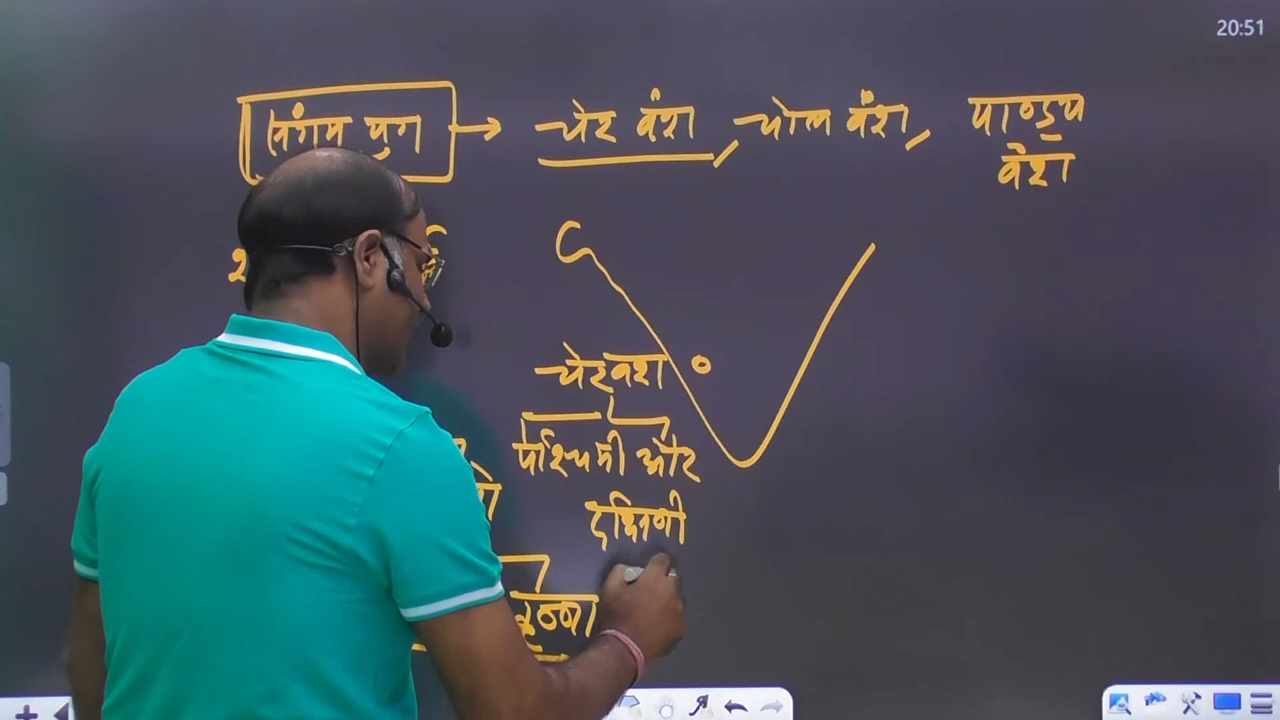 20:51
संगम युग → चेर वंश, चोल वंश, पाण्ड्य
वंश
चेरवंश
पश्चिमी और
दक्षिणी